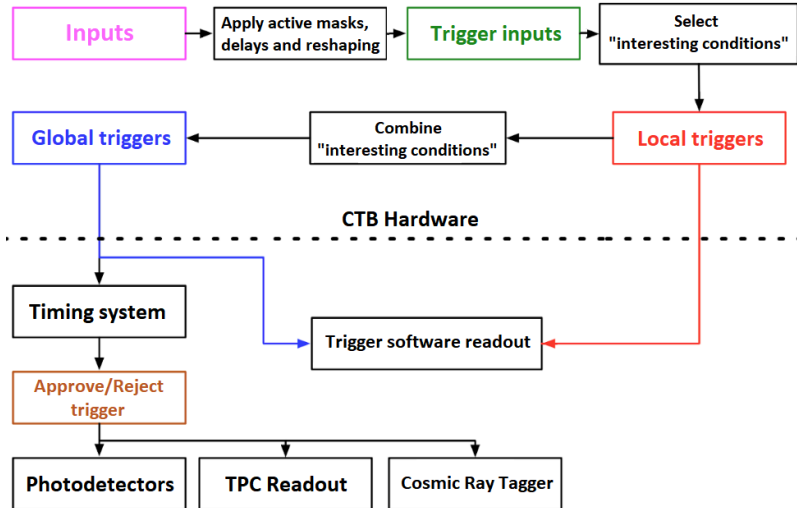 Inputs
Apply active masks,
delays and reshaping
Trigger inputs
Select
"interesting conditions"
Global triggers
Combine
"interesting conditions"
Local triggers
CTB Hardware
Timing system
Trigger software readout
Approve/Reject
trigger
Photodetectors
TPC Readout
Cosmic Ray Tagger